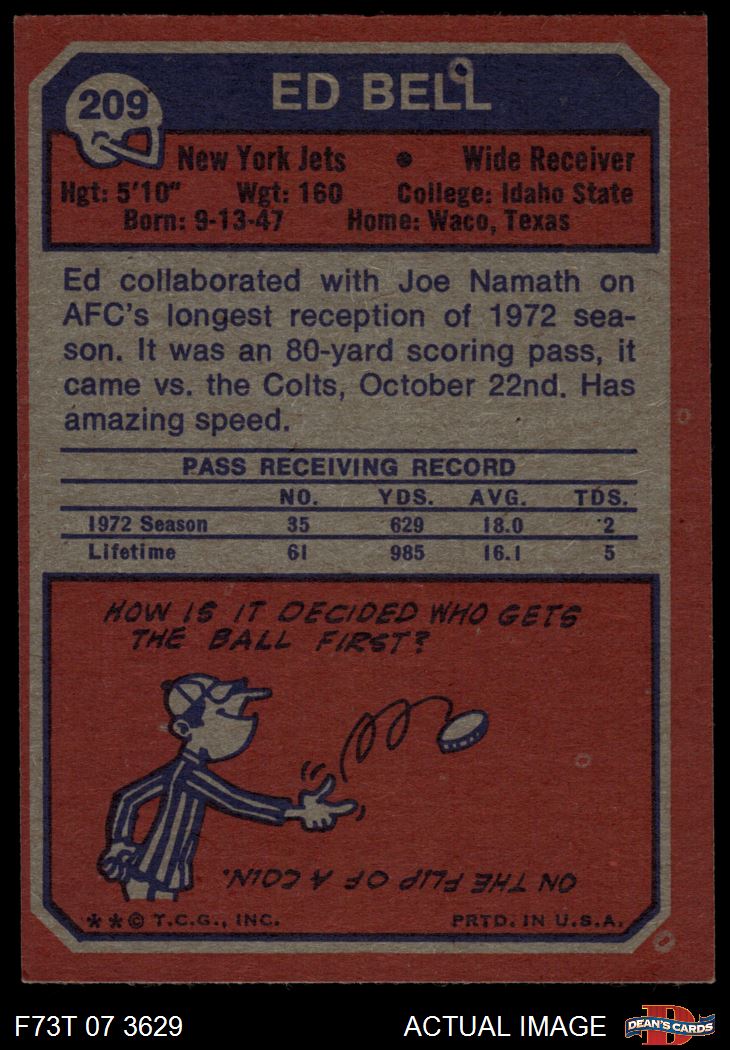 209
ED BELL
New York Jets • Wide Receiver
Hgt: 5'10" Wgt: 160 College: Idaho State
Born: 9-13-47 Home: Waco, Texas
Ed collaborated with Joe Namath on
AFC's longest reception of 1972 sea-
son. It was an 80-yard scoring pass, it
came vs. the Colts, October 22nd. Has
amazing speed.
PASS RECEIVING RECORD
NO. YDS. AVG. TDS.
1972 Season 35 629 18.0 2
Lifetime 61 985 16.1 5
HOW IS IT DECIDED WHO GETS
THE BALL FIRST?
ON THE FLIP OF A COIN.
**© T.C.G., INC. PRTD. IN U.S.A.
F73T 07 3629 ACTUAL IMAGE
D
DEAN'S CARDS